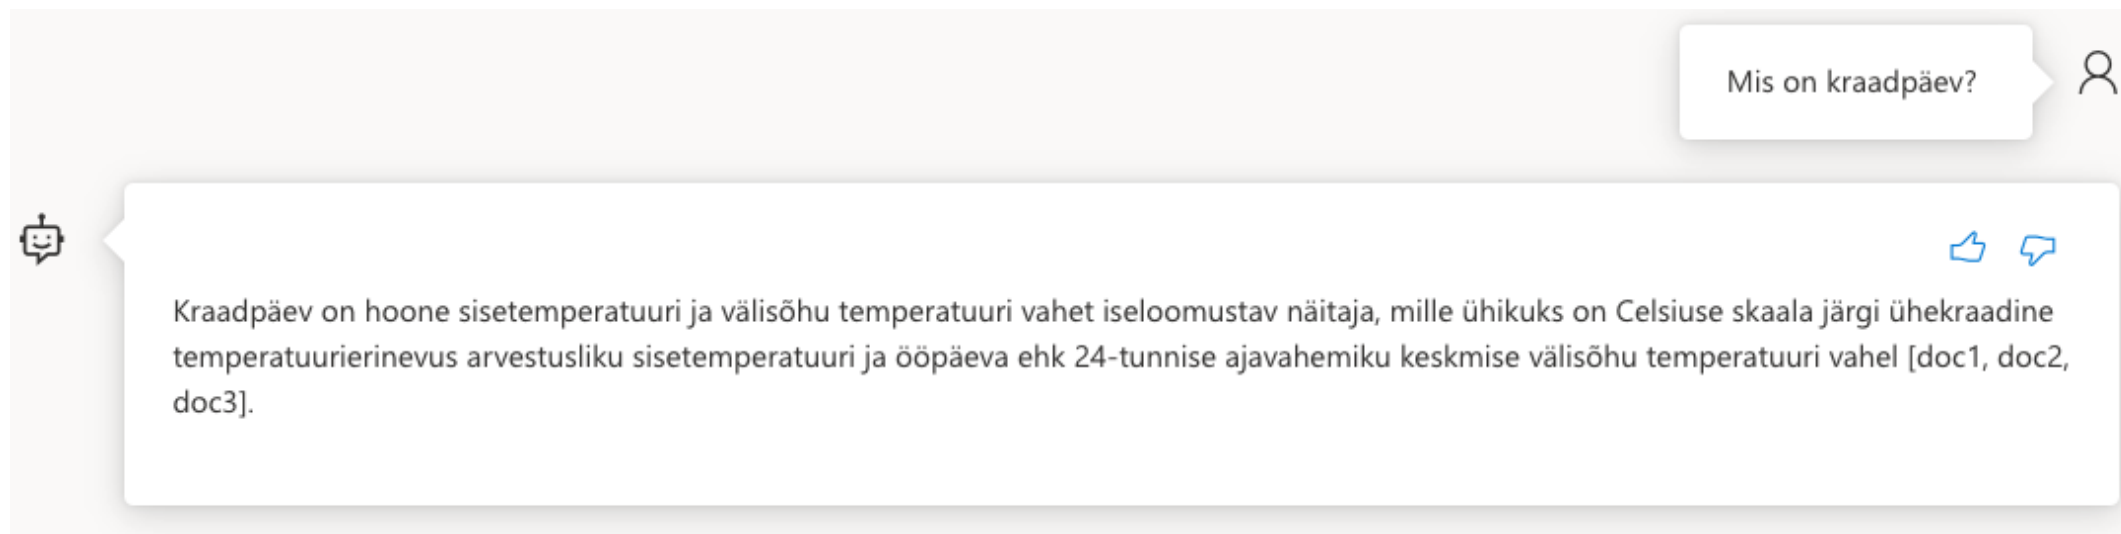 Mis on kraadpäev?
Kraadpäev on hoone sisetemperatuuri ja välisõhu temperatuuri vahet iseloomustav näitaja, mille ühikuks on Celsiuse skaala järgi ühekraadine
temperatuurierinevus arvestusliku sisetemperatuuri ja ööpäeva ehk 24-tunnise ajavahemiku keskmise välisõhu temperatuuri vahel [doc1, doc2,
doc3].